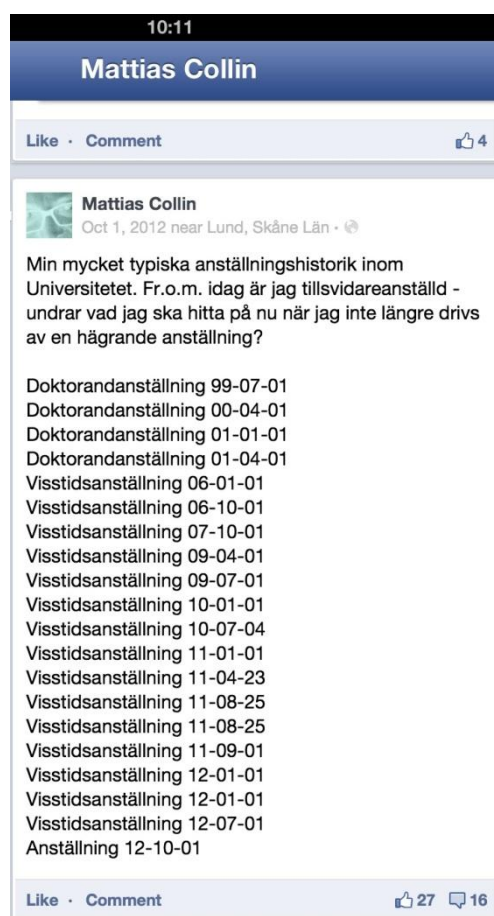 10:11
Mattias Collin
Like · Comment 4
Mattias Collin
Oct 1, 2012 near Lund, Skåne Län ·
Min mycket typiska anställningshistorik inom
Universitetet. Fr.o.m. idag är jag tillsvidareanställd -
undrar vad jag ska hitta på nu när jag inte längre drivs
av en hägrande anställning?
Doktorandanställning 99-07-01
Doktorandanställning 00-04-01
Doktorandanställning 01-01-01
Doktorandanställning 01-04-01
Visstidsanställning 06-01-01
Visstidsanställning 06-10-01
Visstidsanställning 07-10-01
Visstidsanställning 09-04-01
Visstidsanställning 09-07-01
Visstidsanställning 10-01-01
Visstidsanställning 10-07-04
Visstidsanställning 11-01-01
Visstidsanställning 11-04-23
Visstidsanställning 11-08-25
Visstidsanställning 11-08-25
Visstidsanställning 11-09-01
Visstidsanställning 12-01-01
Visstidsanställning 12-01-01
Visstidsanställning 12-07-01
Anställning 12-10-01
Like · Comment 27 16